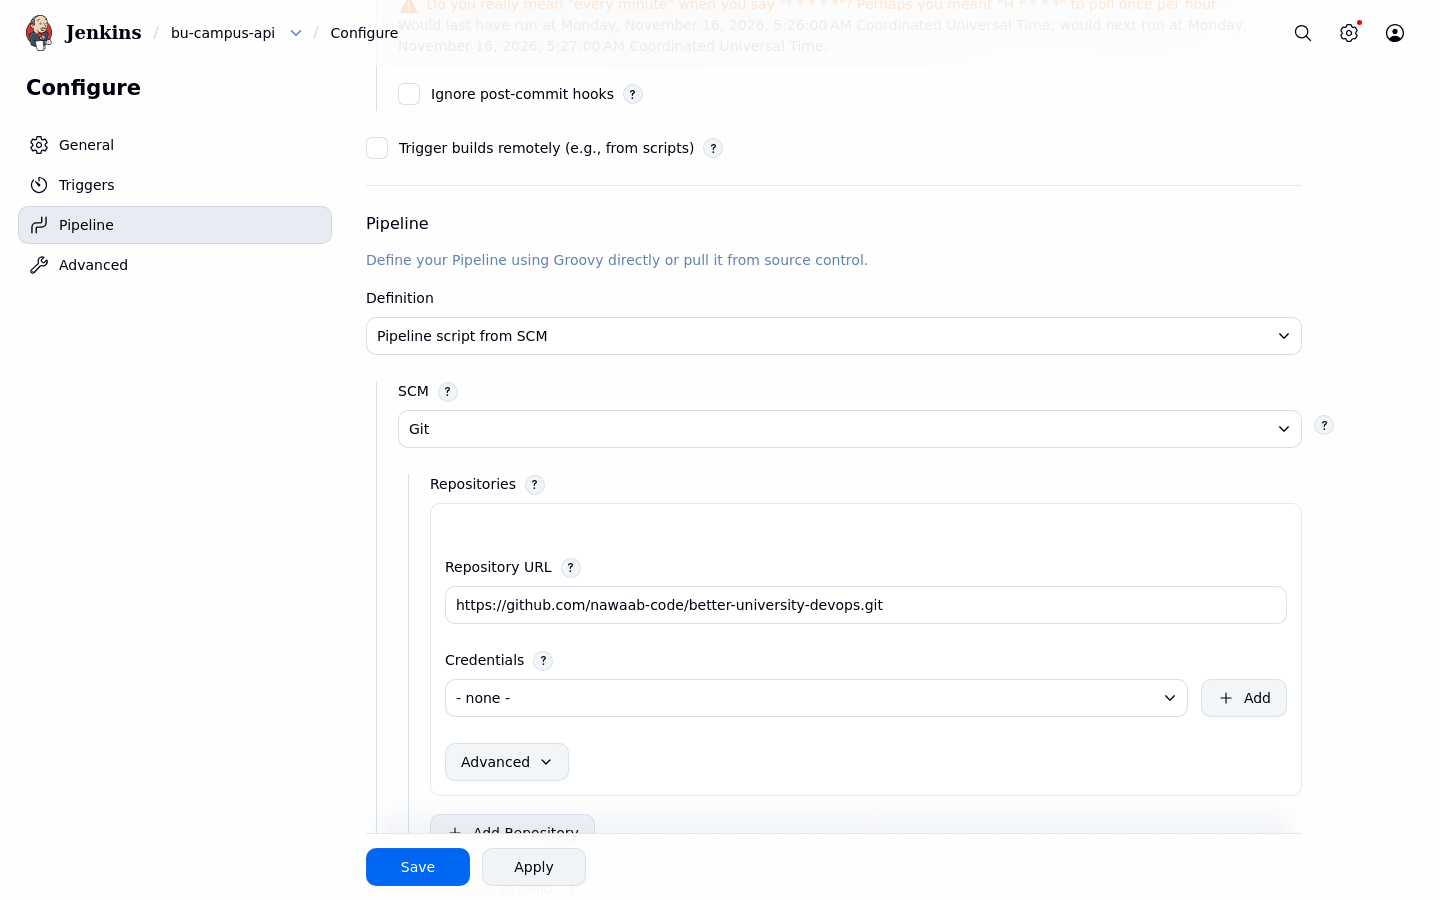 Do you really mean "every minute" when you say "* * * * *"? Perhaps you meant "H * * * *" to poll once per hour
Would last have run at Monday, November 16, 2026, 5:26:00 AM Coordinated Universal Time; would next run at Monday,
November 16, 2026, 5:27:00 AM Coordinated Universal Time.
Jenkins / bu-campus-api / Configure
Configure
General
Triggers
Pipeline
Advanced
Ignore post-commit hooks ?
Trigger builds remotely (e.g., from scripts) ?
Pipeline
Define your Pipeline using Groovy directly or pull it from source control.
Definition
Pipeline script from SCM
SCM ?
Git
?
Repositories ?
Repository URL ?
https://github.com/nawaab-code/better-university-devops.git
Credentials ?
- none -
Add
Advanced
Add Repository
Save
Apply